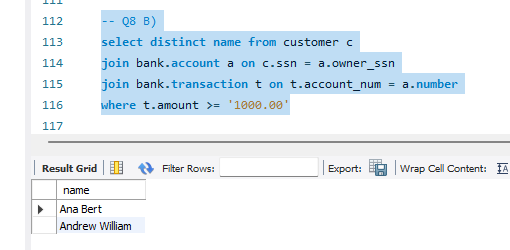 112 -- Q8 B)
113 select distinct name from customer c
114 join bank.account a on c.ssn = a.owner_ssn
115 join bank.transaction t on t.account_num = a.number
116 where t.amount >= '1000.00'
117
Result Grid Filter Rows: Export: Wrap Cell Content: IA
name
Ana Bert
Andrew William